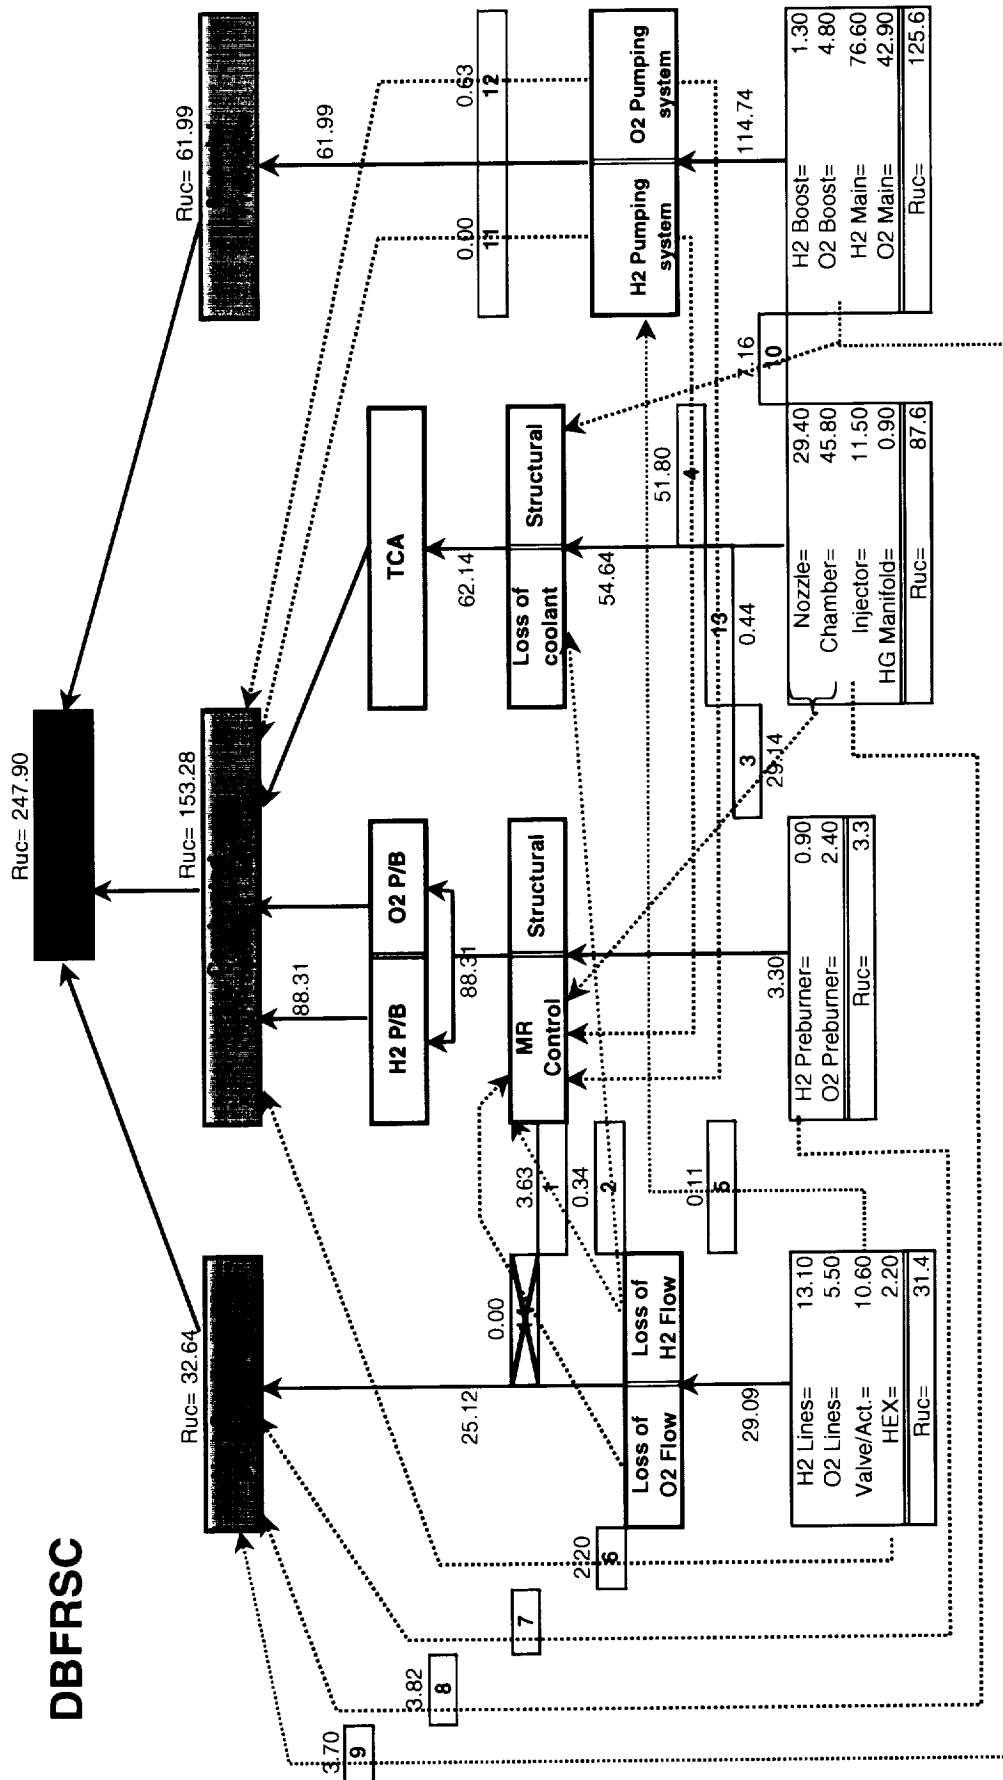 DBFRSC
Ruc= 247.90
Ruc= 32.64
Ruc= 153.28
Ruc= 61.99
3.70
9
3.82
8
7
2.20
6
25.12
0.00
88.31
H2 P/B
O2 P/B
88.31
TCA
62.14
61.99
0.00
11
0.63
12
3.63
1
0.34
2
0.11
5
Loss of
O2 Flow
Loss of
H2 Flow
29.09
MR
Control
Structural
3.30
Loss of
coolant
Structural
54.64
51.80
4
13
0.44
3
29.14
H2 Pumping
system
O2 Pumping
system
114.74
7.16
10
H2 Lines= 13.10
O2 Lines= 5.50
Valve/Act.= 10.60
HEX= 2.20
Ruc= 31.4
H2 Preburner= 0.90
O2 Preburner= 2.40
Ruc= 3.3
Nozzle= 29.40
Chamber= 45.80
Injector= 11.50
HG Manifold= 0.90
Ruc= 87.6
H2 Boost= 1.30
O2 Boost= 4.80
H2 Main= 76.60
O2 Main= 42.90
Ruc= 125.6